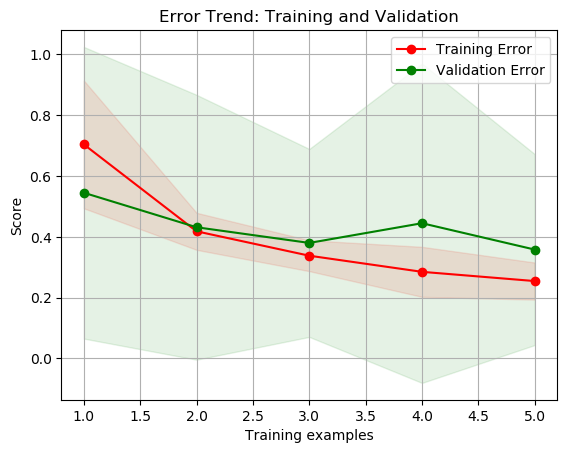 Error Trend: Training and Validation
Training Error
Validation Error
Score
1.0
0.8
0.6
0.4
0.2
0.0
1.0 1.5 2.0 2.5 3.0 3.5 4.0 4.5 5.0
Training examples